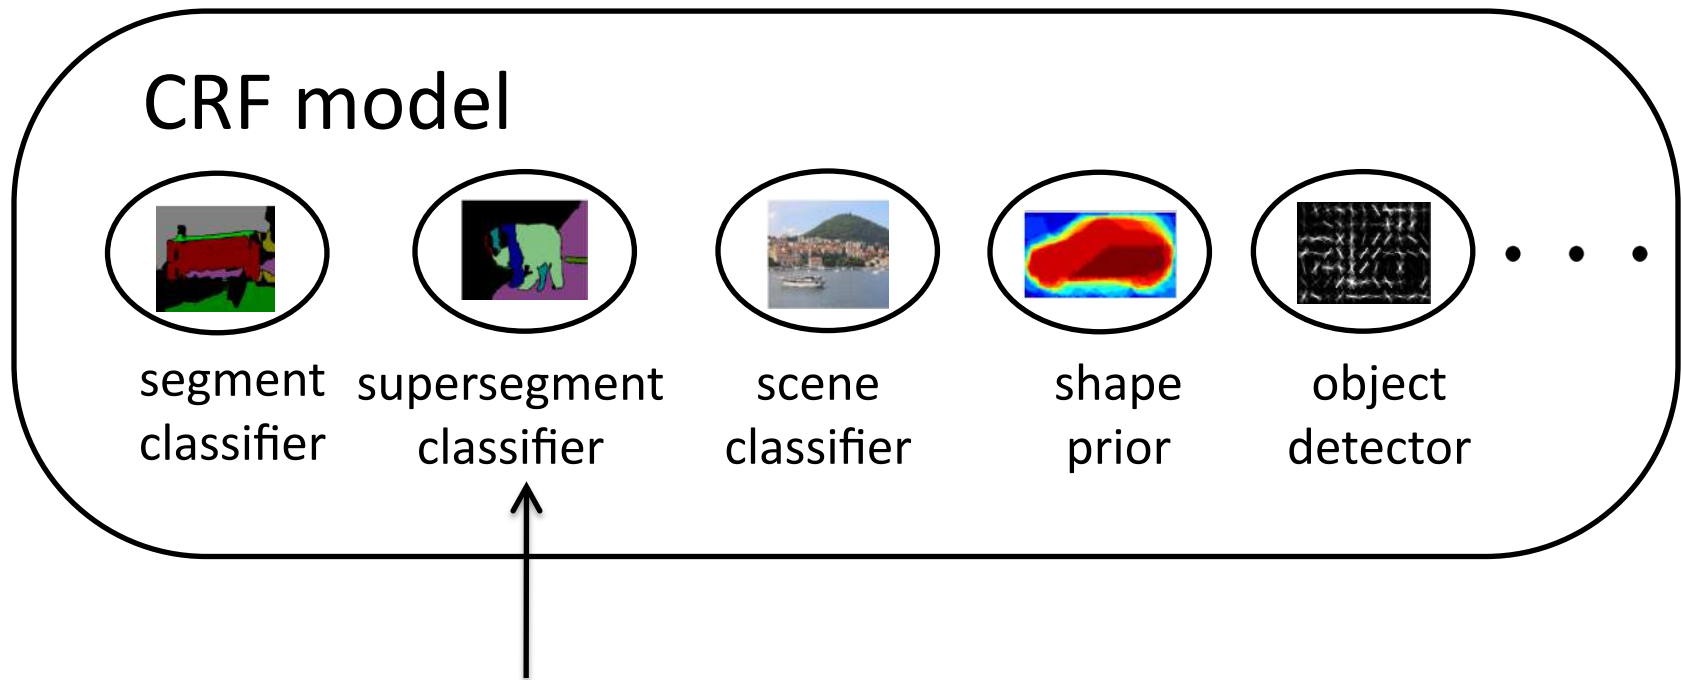 CRF model
segment
classifier
supersegment
classifier
scene
classifier
shape
prior
object
detector
. . .